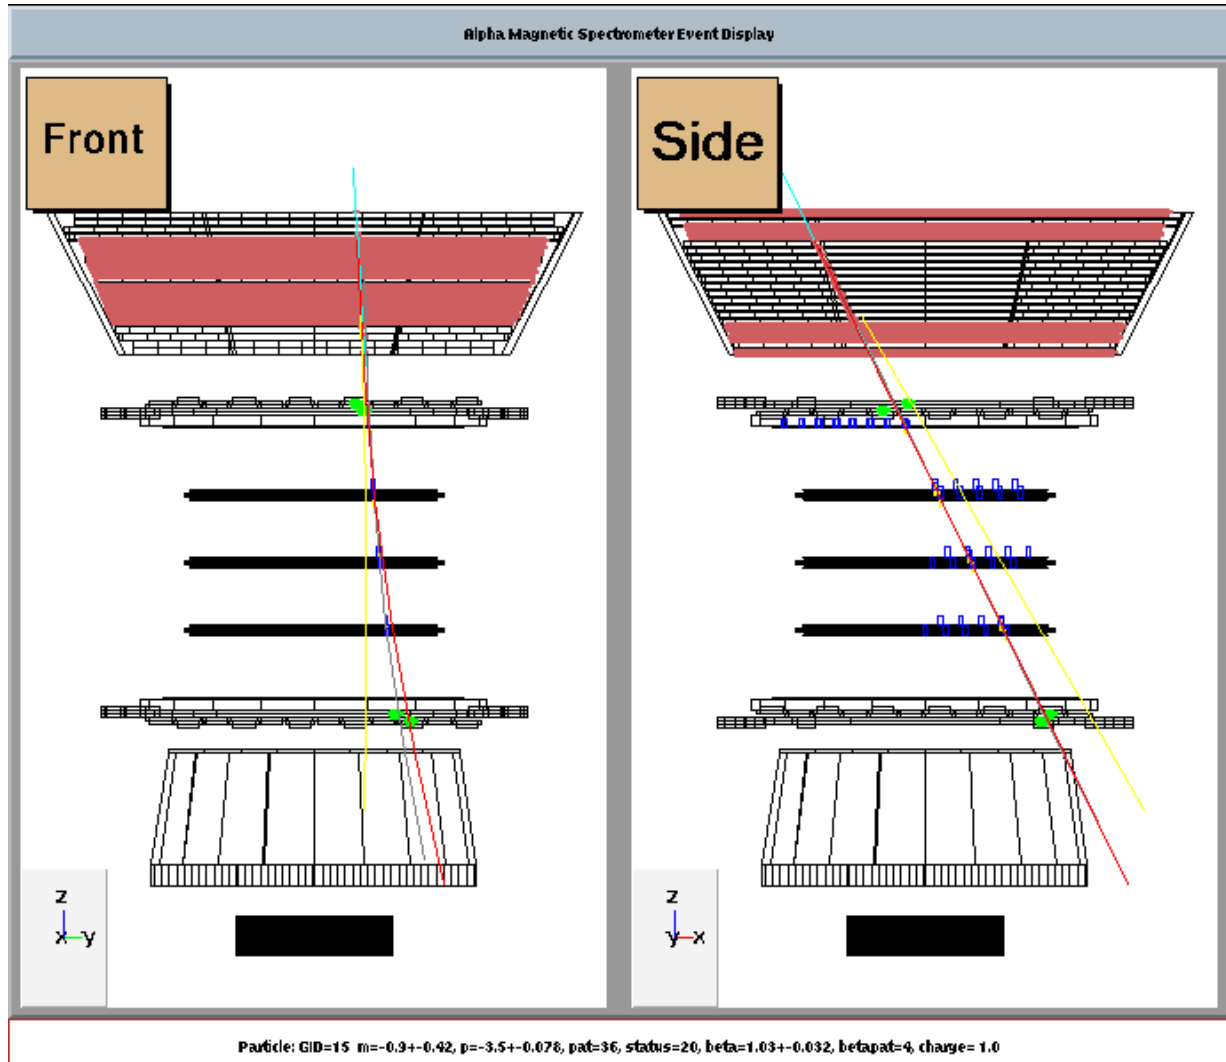 Alpha Magnetic Spectrometer Event Display
Front
Side
z
x y
z
y x
Particle: GID=15 m=-0.9+-0.42, p=-3.5+-0.078, pat=36, status=20, beta=1.03+-0.032, betapat=4, charge= 1.0